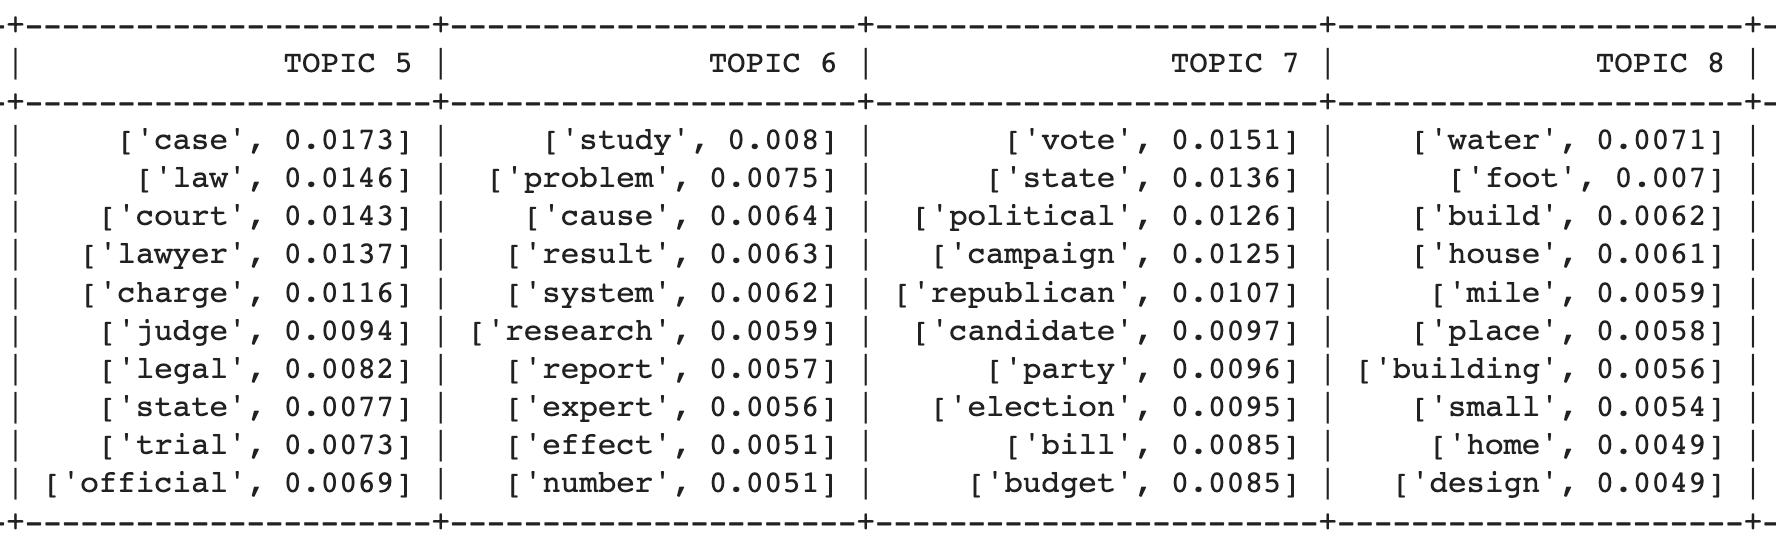 TOPIC 5 | TOPIC 6 | TOPIC 7 | TOPIC 8
['case', 0.0173] | ['study', 0.008] | ['vote', 0.0151] | ['water', 0.0071]
['law', 0.0146] | ['problem', 0.0075] | ['state', 0.0136] | ['foot', 0.007]
['court', 0.0143] | ['cause', 0.0064] | ['political', 0.0126] | ['build', 0.0062]
['lawyer', 0.0137] | ['result', 0.0063] | ['campaign', 0.0125] | ['house', 0.0061]
['charge', 0.0116] | ['system', 0.0062] | ['republican', 0.0107] | ['mile', 0.0059]
['judge', 0.0094] | ['research', 0.0059] | ['candidate', 0.0097] | ['place', 0.0058]
['legal', 0.0082] | ['report', 0.0057] | ['party', 0.0096] | ['building', 0.0056]
['state', 0.0077] | ['expert', 0.0056] | ['election', 0.0095] | ['small', 0.0054]
['trial', 0.0073] | ['effect', 0.0051] | ['bill', 0.0085] | ['home', 0.0049]
['official', 0.0069] | ['number', 0.0051] | ['budget', 0.0085] | ['design', 0.0049]